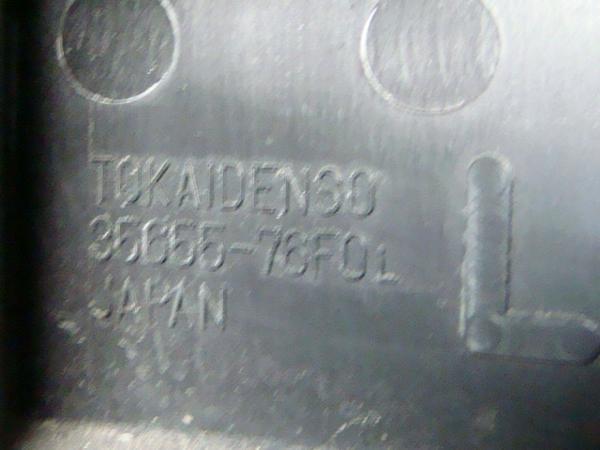 TOKAIDENSO
35655-76F0L
JAPAN
L